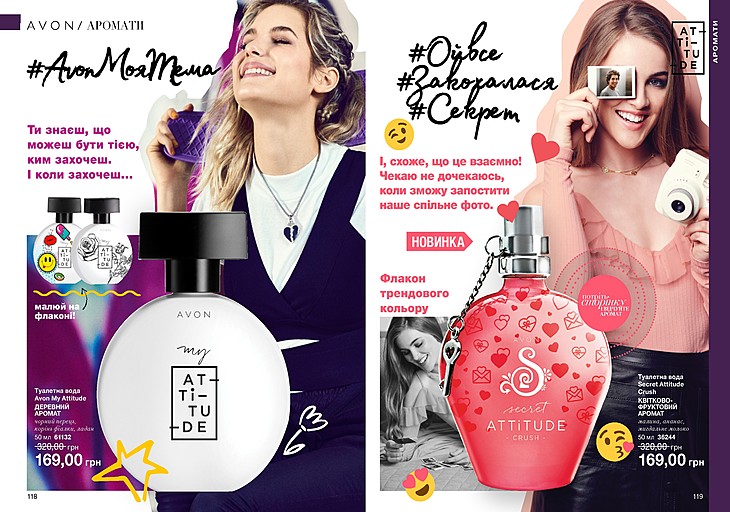 AVON / АРОМАТИ
#AvonМояТема
Ти знаєш, що
можеш бути тією,
ким захочеш.
І коли захочеш...
малюй на
флаконі!
AVON
my
AT-
-Ti-
-TU-
DE
Туалетна вода
Avon My Attitude
ДЕРЕВНИЙ
АРОМАТ
чорний перець,
корінь фіалки, ладан
50 мл 61132
320,00 грн
169,00 грн
118
#Ойвсе
#Закохалася
#Секрет
AT-
-Ti-
-TU-
DE
АРОМАТИ
І, схоже, що це взаємно!
Чекаю не дочекаюсь,
коли зможу запостити
наше спільне фото.
НОВИНКА
Флакон
трендового
кольору
ПОТРІТЬ
СТОРІНКУ
І ВІДЧУЙТЕ
АРОМАТ
S
secret
ATTiTUDE
- CRUSH -
Туалетна вода
Secret Attitude
Crush
КВІТКОВО-
ФРУКТОВИЙ
АРОМАТ
малина, ананас,
мигдальне молоко
50 мл 36244
320,00 грн
169,00 грн
119